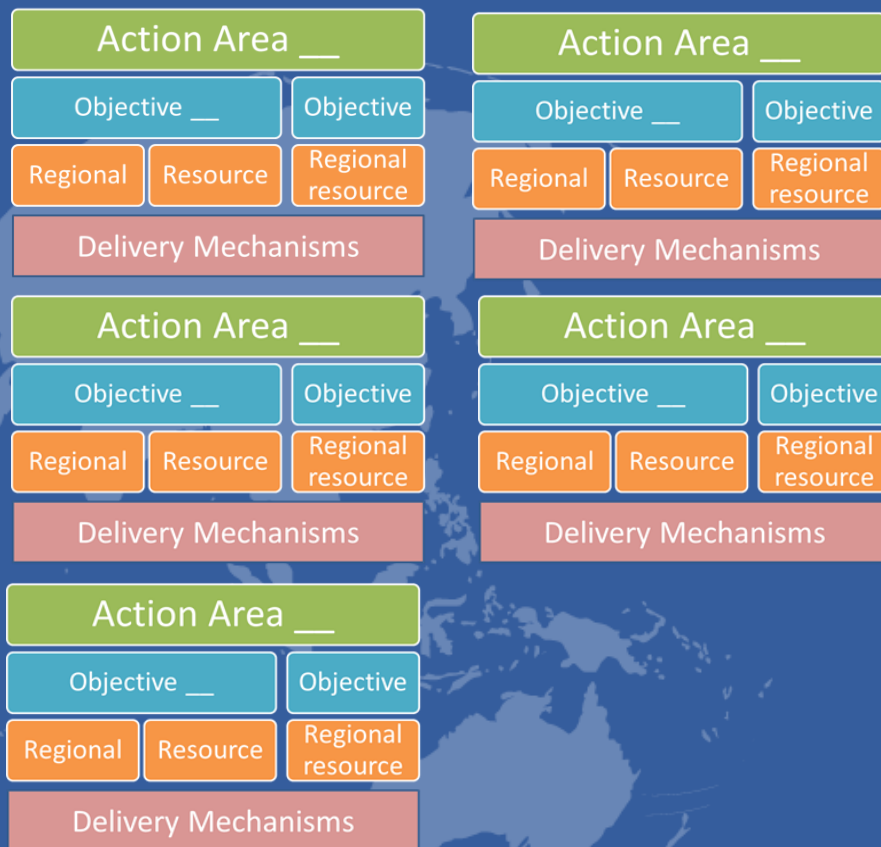 Action Area __
Objective __
Objective
Regional
Resource
Regional
resource
Delivery Mechanisms
Action Area __
Objective __
Objective
Regional
Resource
Regional
resource
Delivery Mechanisms
Action Area __
Objective __
Objective
Regional
Resource
Regional
resource
Delivery Mechanisms
Action Area __
Objective __
Objective
Regional
Resource
Regional
resource
Delivery Mechanisms
Action Area __
Objective __
Objective
Regional
Resource
Regional
resource
Delivery Mechanisms